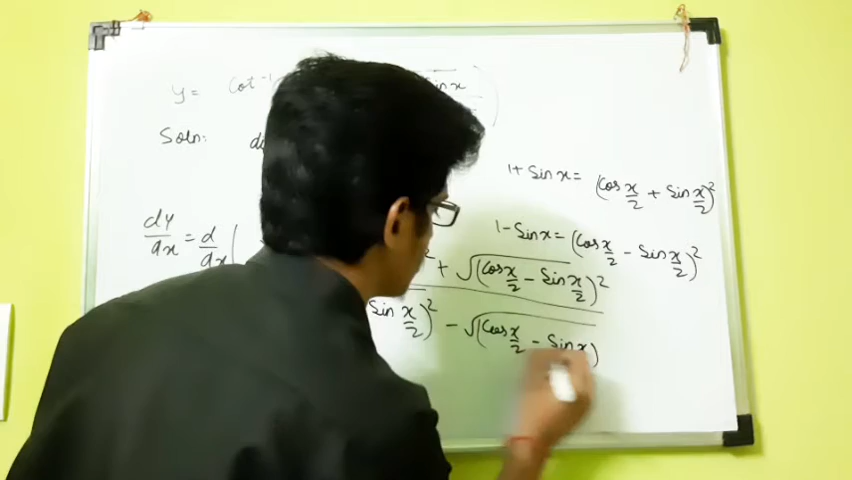 y = cot⁻¹ sin x
Soln: d
1 + Sin x = (Cos x/2 + Sin x/2)²
1 - Sin x = (Cos x/2 - Sin x/2)²
dy/dx = d/dx ( )² + √(Cos x/2 - Sin x/2)²
Sin x/2)² - √(Cos x/2 - Sin x)